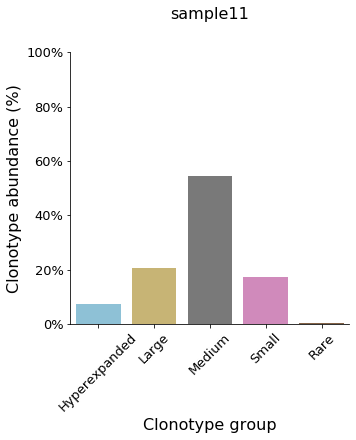 sample11
Clonotype abundance (%)
100%
80%
60%
40%
20%
0%
Hyperexpanded
Large
Medium
Small
Rare
Clonotype group